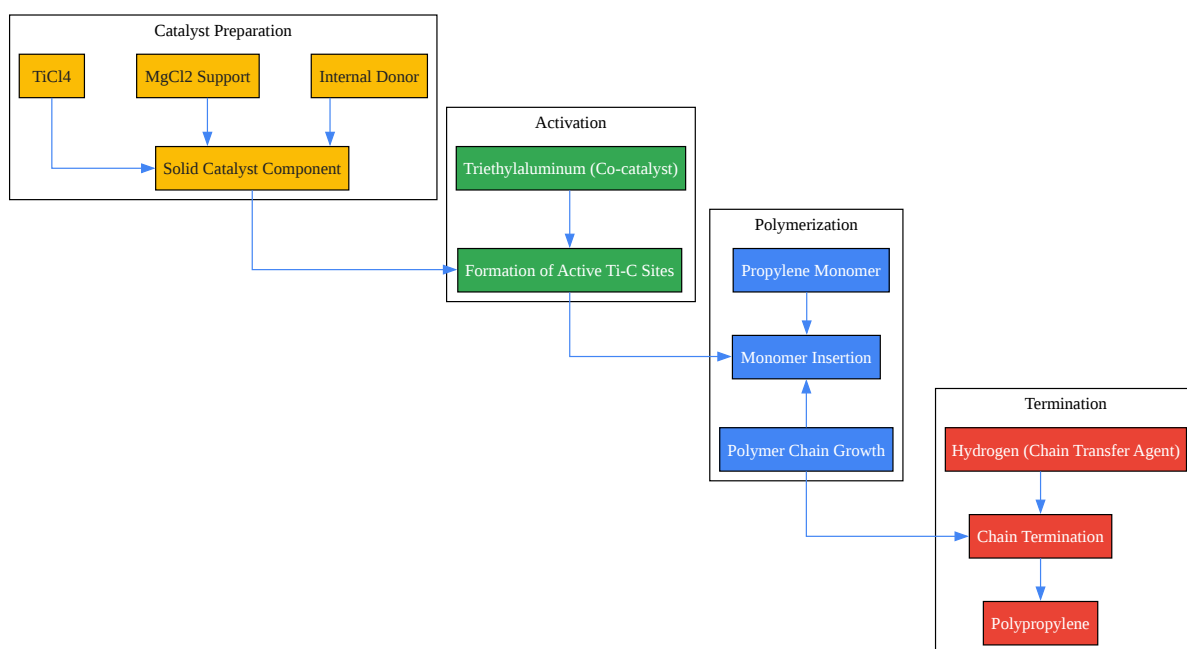 Catalyst Preparation
TiCl4
MgCl2 Support
Internal Donor
Solid Catalyst Component
Activation
Triethylaluminum (Co-catalyst)
Formation of Active Ti-C Sites
Polymerization
Propylene Monomer
Monomer Insertion
Polymer Chain Growth
Termination
Hydrogen (Chain Transfer Agent)
Chain Termination
Polypropylene